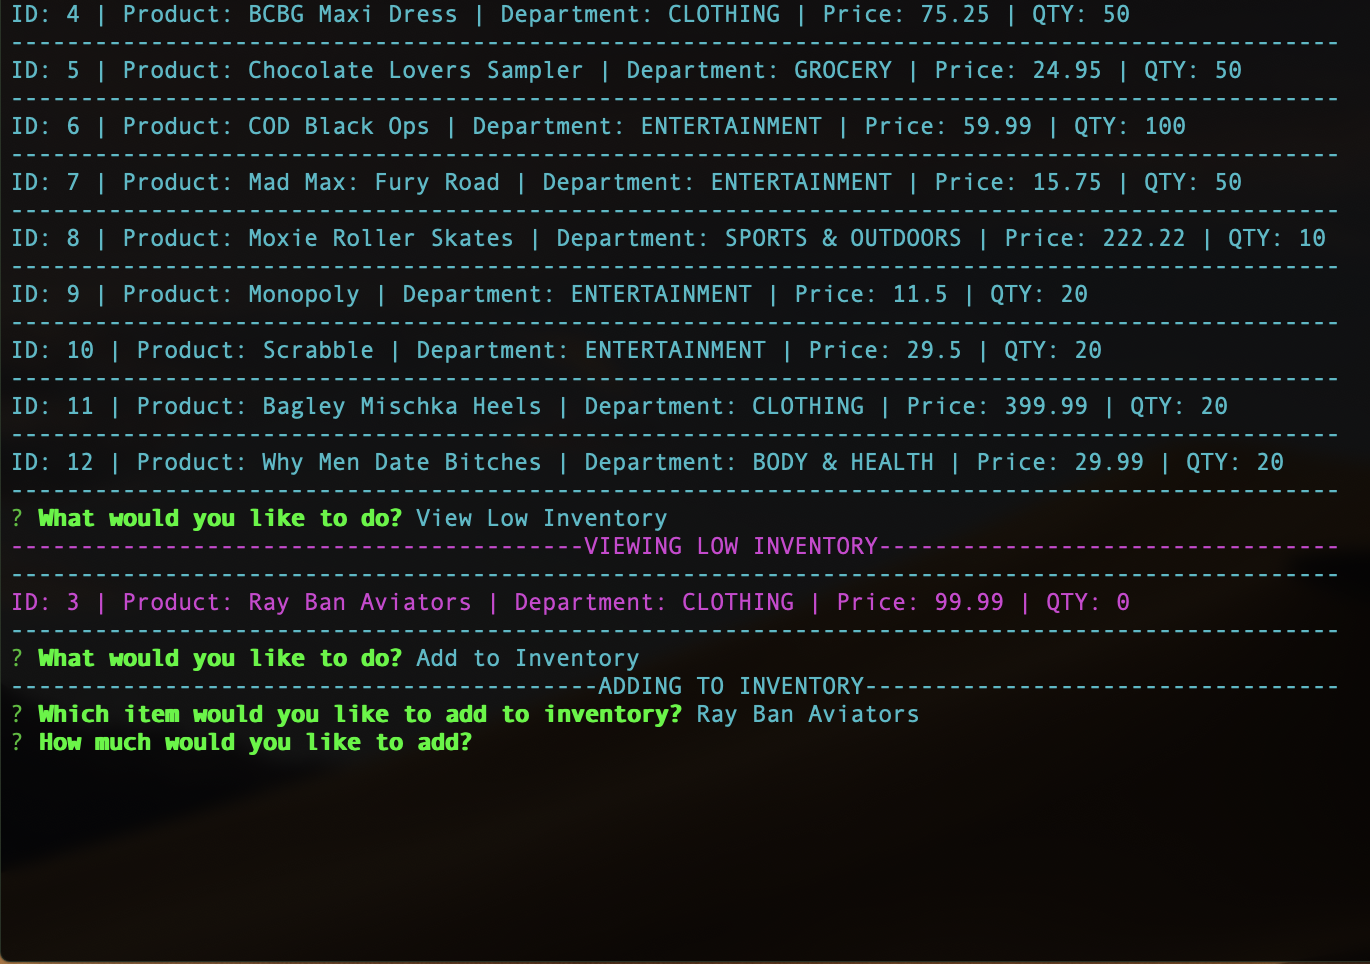 ID: 4 | Product: BCBG Maxi Dress | Department: CLOTHING | Price: 75.25 | QTY: 50
-----------------------------------------------------------------------------------------------
ID: 5 | Product: Chocolate Lovers Sampler | Department: GROCERY | Price: 24.95 | QTY: 50
-----------------------------------------------------------------------------------------------
ID: 6 | Product: COD Black Ops | Department: ENTERTAINMENT | Price: 59.99 | QTY: 100
-----------------------------------------------------------------------------------------------
ID: 7 | Product: Mad Max: Fury Road | Department: ENTERTAINMENT | Price: 15.75 | QTY: 50
-----------------------------------------------------------------------------------------------
ID: 8 | Product: Moxie Roller Skates | Department: SPORTS & OUTDOORS | Price: 222.22 | QTY: 10
-----------------------------------------------------------------------------------------------
ID: 9 | Product: Monopoly | Department: ENTERTAINMENT | Price: 11.5 | QTY: 20
-----------------------------------------------------------------------------------------------
ID: 10 | Product: Scrabble | Department: ENTERTAINMENT | Price: 29.5 | QTY: 20
-----------------------------------------------------------------------------------------------
ID: 11 | Product: Bagley Mischka Heels | Department: CLOTHING | Price: 399.99 | QTY: 20
-----------------------------------------------------------------------------------------------
ID: 12 | Product: Why Men Date Bitches | Department: BODY & HEALTH | Price: 29.99 | QTY: 20
-----------------------------------------------------------------------------------------------
? What would you like to do? View Low Inventory
-----------------------------------------VIEWING LOW INVENTORY---------------------------------
-----------------------------------------------------------------------------------------------
ID: 3 | Product: Ray Ban Aviators | Department: CLOTHING | Price: 99.99 | QTY: 0
-----------------------------------------------------------------------------------------------
? What would you like to do? Add to Inventory
------------------------------------------ADDING TO INVENTORY----------------------------------
? Which item would you like to add to inventory? Ray Ban Aviators
? How much would you like to add?